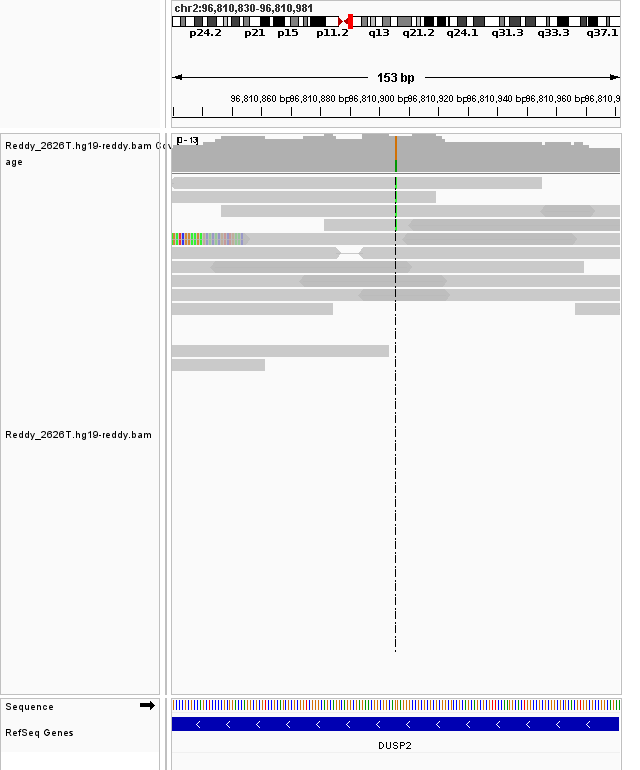 chr2:96,810,830-96,810,981
p24.2 p21 p15 p11.2 q13 q21.2 q24.1 q31.3 q33.3 q37.1
153 bp
96,810,860 bp 96,810,880 bp 96,810,900 bp 96,810,920 bp 96,810,940 bp 96,810,960 bp 96,810,9
Reddy_2626T.hg19-reddy.bam Cov
age
[0 - 13]
Reddy_2626T.hg19-reddy.bam
Sequence
RefSeq Genes
DUSP2